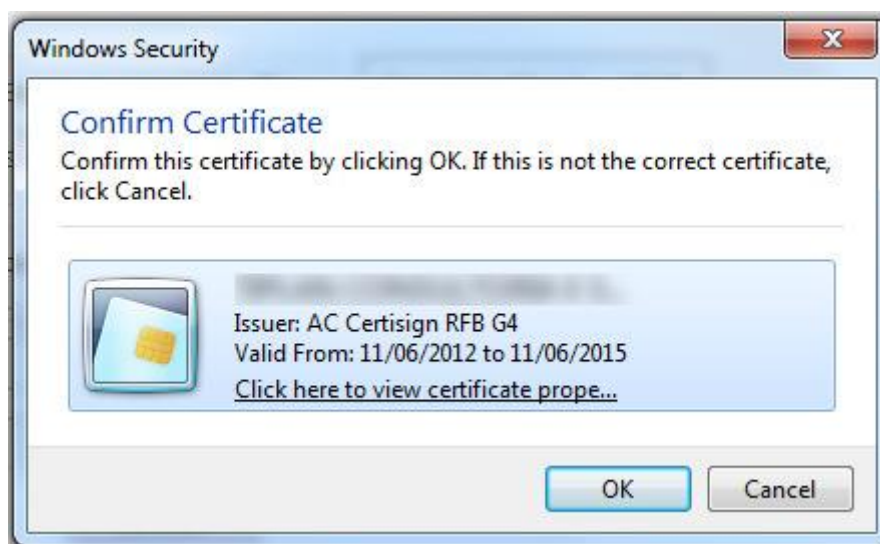 Windows Security
Confirm Certificate
Confirm this certificate by clicking OK. If this is not the correct certificate,
click Cancel.
Issuer: AC Certisign RFB G4
Valid From: 11/06/2012 to 11/06/2015
Click here to view certificate prope...
OK
Cancel